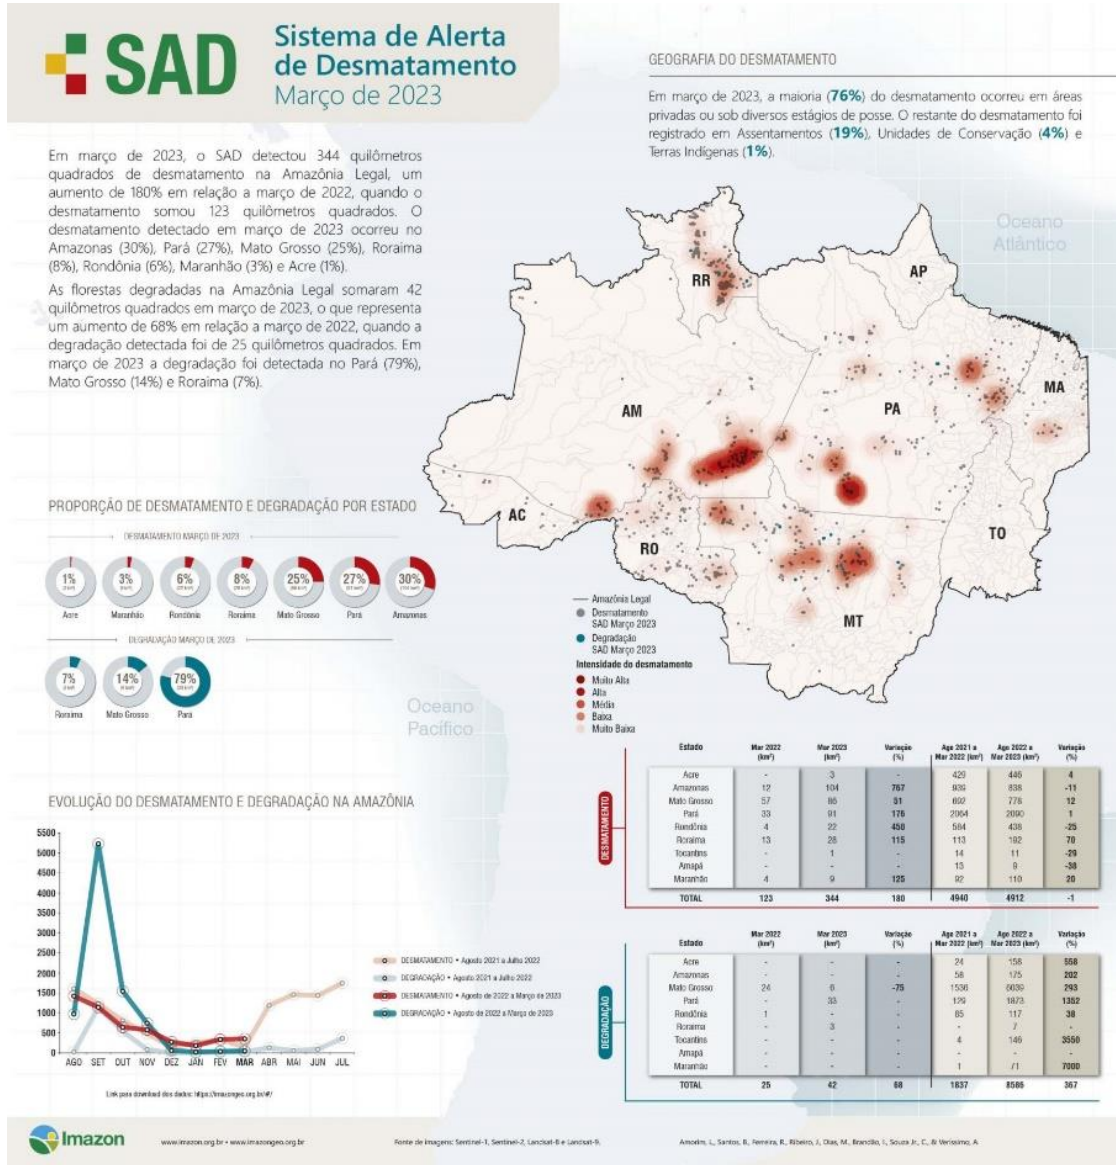 SAD
Sistema de Alerta
de Desmatamento
Março de 2023
Em março de 2023, o SAD detectou 344 quilômetros
quadrados de desmatamento na Amazônia Legal, um
aumento de 180% em relação a março de 2022, quando o
desmatamento somou 123 quilômetros quadrados. O
desmatamento detectado em março de 2023 ocorreu no
Amazonas (30%), Pará (27%), Mato Grosso (25%), Roraima
(8%), Rondônia (6%), Maranhão (3%) e Acre (1%).
As florestas degradadas na Amazônia Legal somaram 42
quilômetros quadrados em março de 2023, o que representa
um aumento de 68% em relação a março de 2022, quando a
degradação detectada foi de 25 quilômetros quadrados. Em
março de 2023 a degradação foi detectada no Pará (79%),
Mato Grosso (14%) e Roraima (7%).
GEOGRAFIA DO DESMATAMENTO
Em março de 2023, a maioria (76%) do desmatamento ocorreu em áreas
privadas ou sob diversos estágios de posse. O restante do desmatamento foi
registrado em Assentamentos (19%), Unidades de Conservação (4%) e
Terras Indígenas (1%).
Oceano
Atlântico
RR
AP
AM
PA
MA
AC
RO
TO
MT
Amazônia Legal
Desmatamento
SAD Março 2023
Degradação
SAD Março 2023
Intensidade do desmatamento
Muito Alta
Alta
Média
Baixa
Muito Baixa
Oceano
Pacífico
PROPORÇÃO DE DESMATAMENTO E DEGRADAÇÃO POR ESTADO
DESMATAMENTO MARÇO DE 2023
1% 3% 6% 8% 25% 27% 30%
Acre Maranhão Rondônia Roraima Mato Grosso Pará Amazonas
DEGRADAÇÃO MARÇO DE 2023
7% 14% 79%
Roraima Mato Grosso Pará
EVOLUÇÃO DO DESMATAMENTO E DEGRADAÇÃO NA AMAZÔNIA
5500
5000
4500
4000
3500
3000
2500
2000
1500
1000
500
0
AGO SET OUT NOV DEZ JAN FEV MAR ABR MAI JUN JUL
DESMATAMENTO • Agosto 2021 a Julho 2022
DEGRADAÇÃO • Agosto 2021 a Julho 2022
DESMATAMENTO • Agosto de 2022 a Março de 2023
DEGRADAÇÃO • Agosto de 2022 a Março de 2023
Link para download dos dados: https://imazongeo.org.br/#/
DESMATAMENTO
Estado Mar 2022 (km²) Mar 2023 (km²) Variação (%) Ago 2021 a Mar 2022 (km²) Ago 2022 a Mar 2023 (km²) Variação (%)
Acre - 3 - 429 446 4
Amazonas 12 104 767 939 838 -11
Mato Grosso 57 86 51 692 778 12
Pará 33 91 176 2064 2090 1
Rondônia 4 22 450 584 438 -25
Roraima 13 28 115 113 192 70
Tocantins - 1 - 14 11 -29
Amapá - - - 13 9 -38
Maranhão 4 9 125 92 110 20
TOTAL 123 344 180 4940 4912 -1
DEGRADAÇÃO
Estado Mar 2022 (km²) Mar 2023 (km²) Variação (%) Ago 2021 a Mar 2022 (km²) Ago 2022 a Mar 2023 (km²) Variação (%)
Acre - - - 24 158 558
Amazonas - - - 58 175 202
Mato Grosso 24 6 -75 1536 6039 293
Pará - 33 - 129 1873 1352
Rondônia 1 - - 85 117 38
Roraima - 3 - - 7 -
Tocantins - - - 4 146 3550
Amapá - - - - - -
Maranhão - - - 1 71 7000
TOTAL 25 42 68 1837 8586 367
Imazon
www.imazon.org.br • www.imazongeo.org.br
Fonte de imagens: Sentinel-1, Sentinel-2, Landsat-8 e Landsat-9.
Amorim, L., Santos, B., Ferreira, R., Ribeiro, J., Dias, M., Brandão, I., Souza Jr., C., & Veríssimo, A.